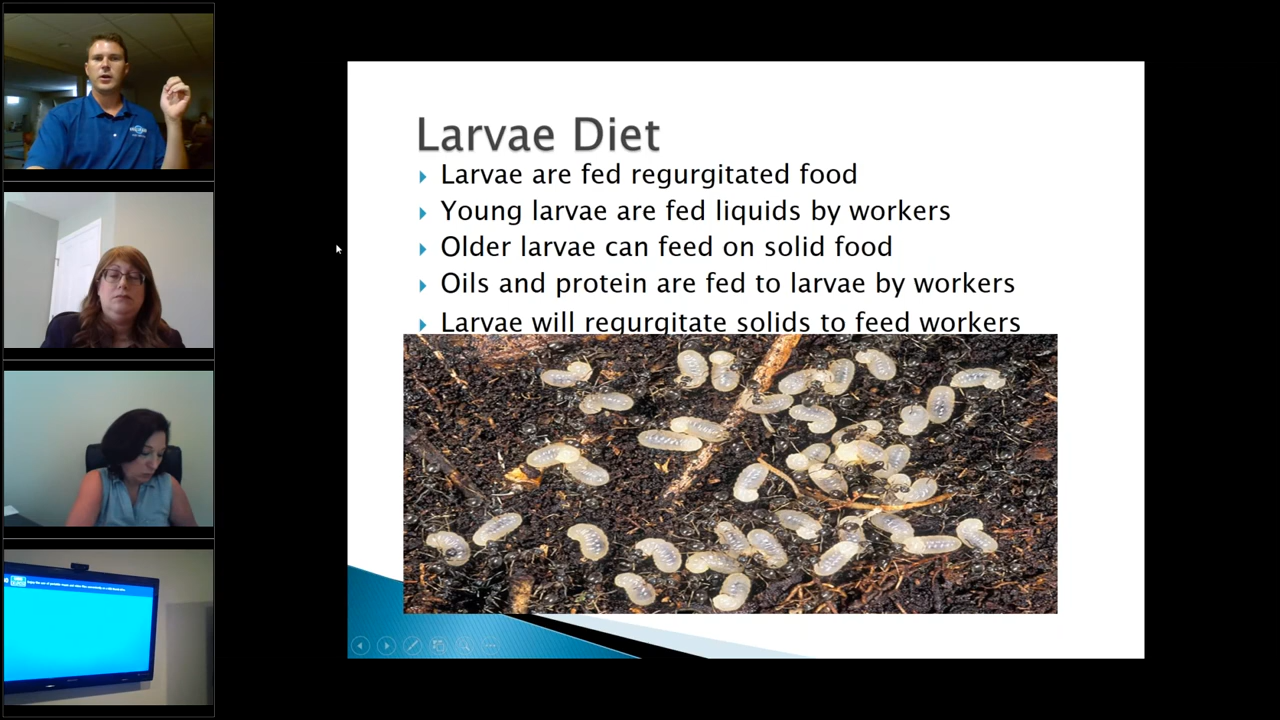 Larvae Diet
Larvae are fed regurgitated food
Young larvae are fed liquids by workers
Older larvae can feed on solid food
Oils and protein are fed to larvae by workers
Larvae will regurgitate solids to feed workers